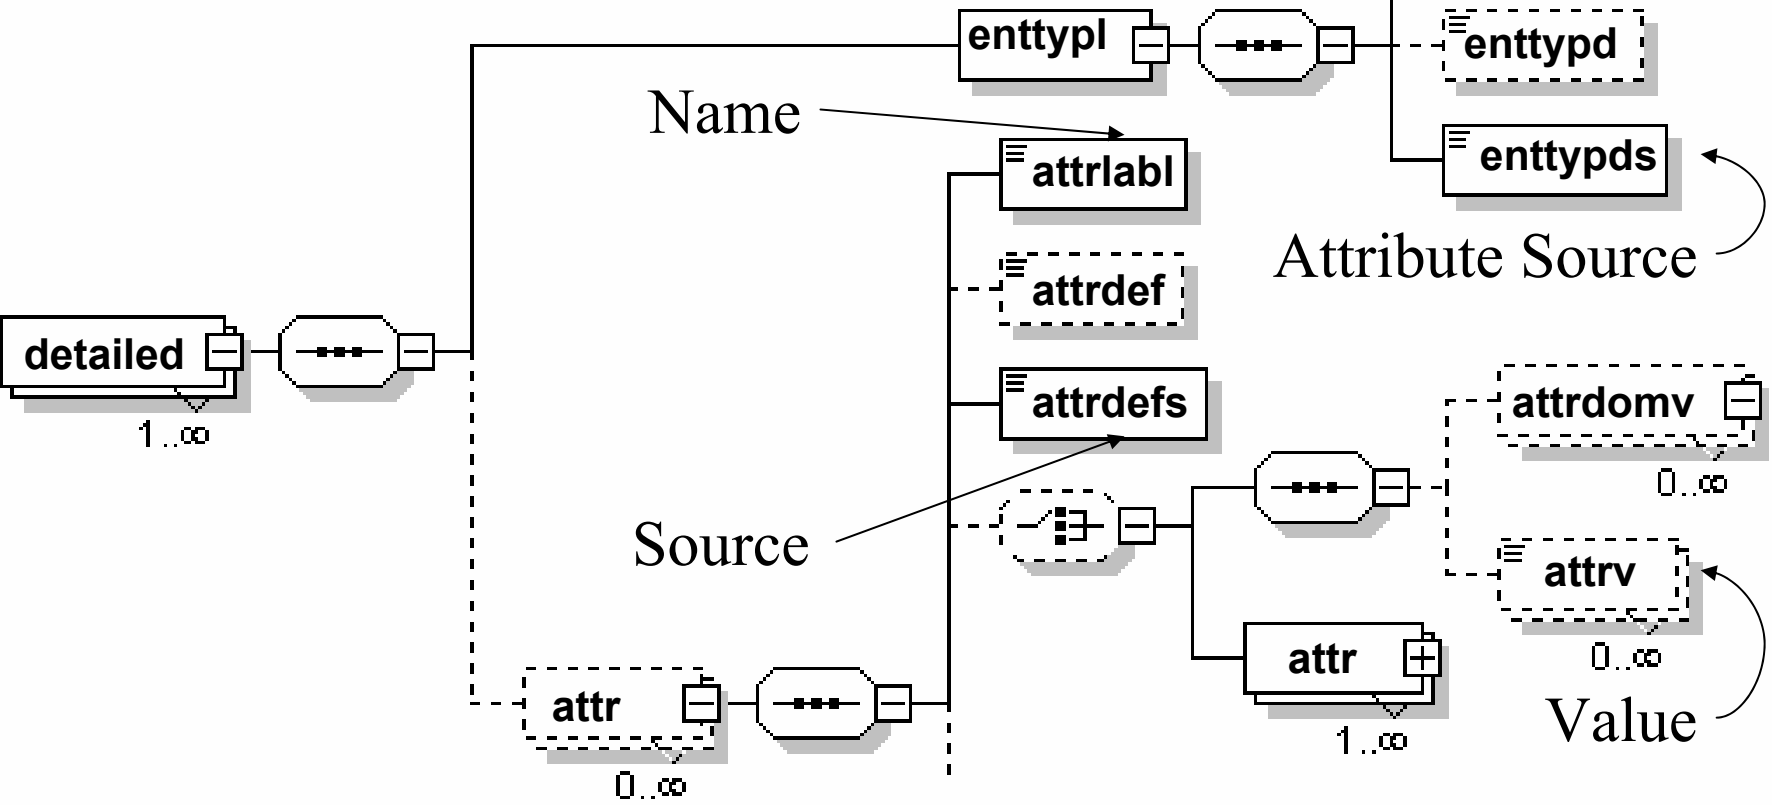 enttypl
enttypd
Name
attrlabl
enttypds
Attribute Source
attrdef
detailed
1..∞
attrdefs
attrdomv
0..∞
Source
attrv
0..∞
attr
1..∞
Value
attr
0..∞